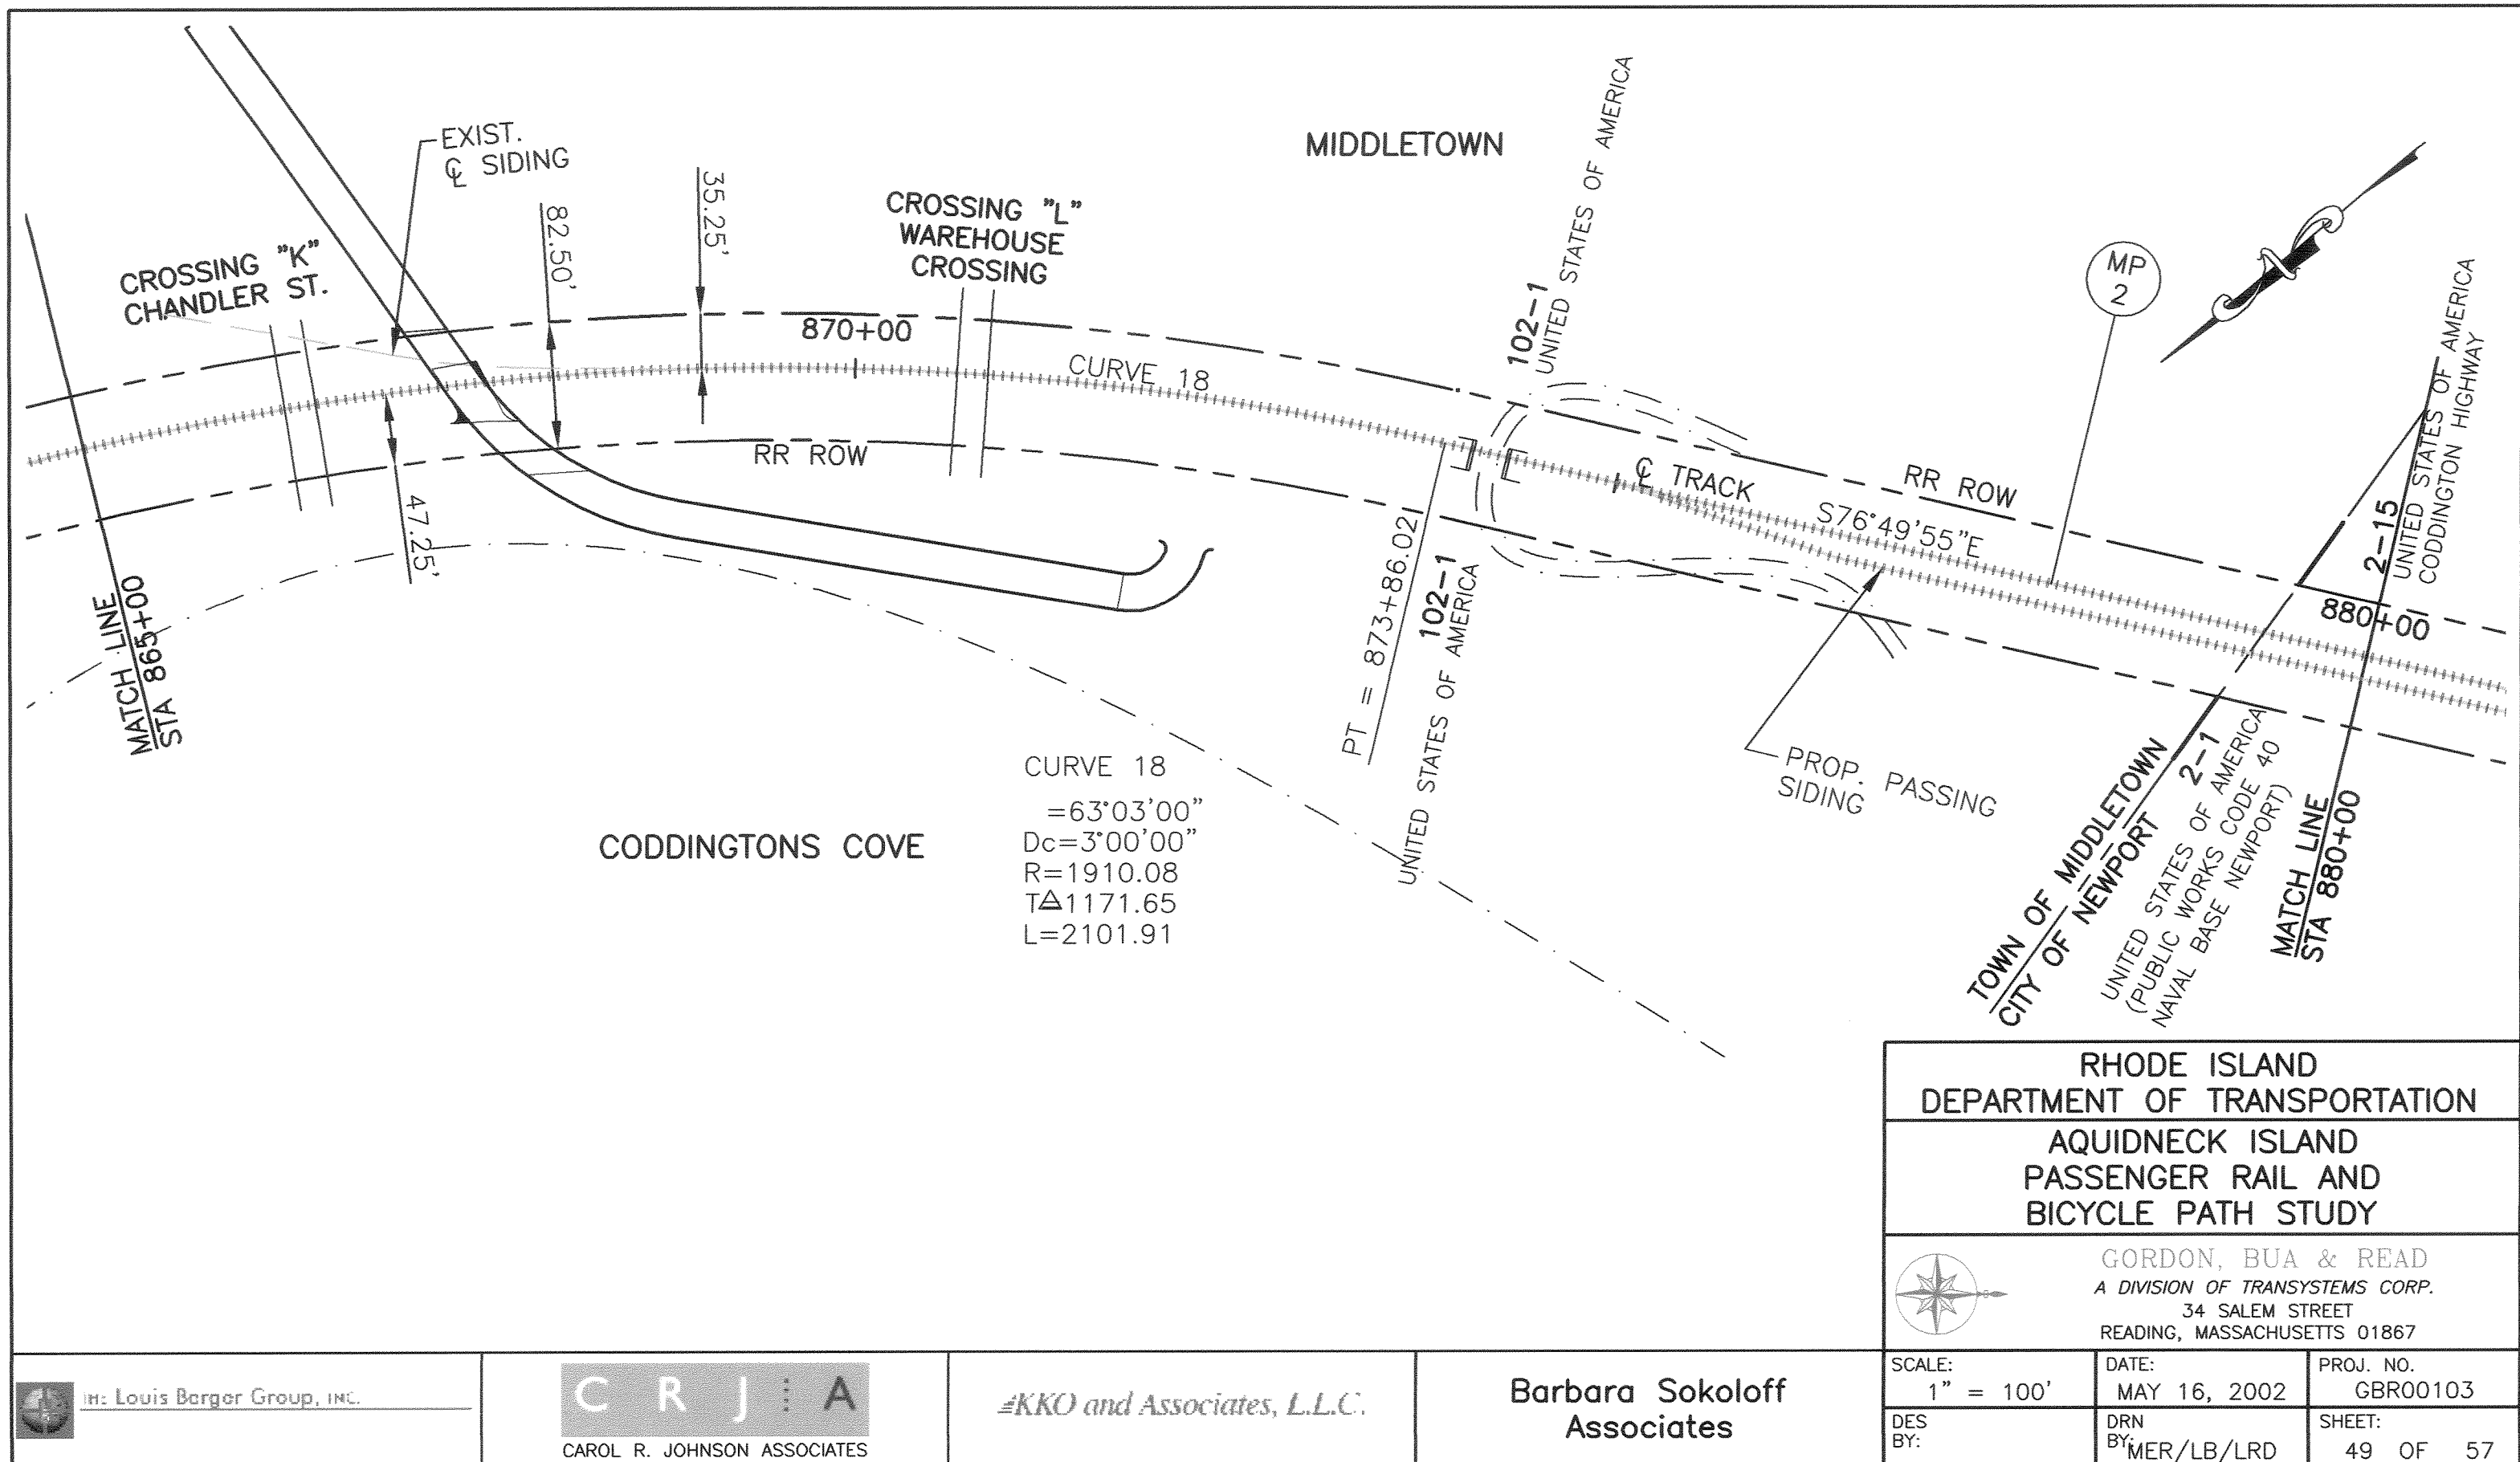 EXIST.
℄ SIDING
MIDDLETOWN
CROSSING "K"
CHANDLER ST.
82.50'
35.25'
CROSSING "L"
WAREHOUSE
CROSSING
870+00
CURVE 18
102-1
UNITED STATES OF AMERICA
MP
2
RR ROW
47.25'
℄ TRACK
RR ROW
S76°49'55"E
2-15
UNITED STATES OF AMERICA
CODDINGTON HIGHWAY
880+00
MATCH LINE
STA 865+00
PT = 873+86.02
102-1
UNITED STATES OF AMERICA
PROP. PASSING
SIDING
CURVE 18
=63°03'00"
Dc=3°00'00"
R=1910.08
T△1171.65
L=2101.91
CODDINGTONS COVE
TOWN OF MIDDLETOWN
CITY OF NEWPORT
2-1
UNITED STATES OF AMERICA
(PUBLIC WORKS CODE 40
NAVAL BASE NEWPORT)
MATCH LINE
STA 880+00
RHODE ISLAND
DEPARTMENT OF TRANSPORTATION
AQUIDNECK ISLAND
PASSENGER RAIL AND
BICYCLE PATH STUDY
GORDON, BUA & READ
A DIVISION OF TRANSYSTEMS CORP.
34 SALEM STREET
READING, MASSACHUSETTS 01867
THE Louis Berger Group, INC.
C R J A
CAROL R. JOHNSON ASSOCIATES
KKO and Associates, L.L.C.
Barbara Sokoloff
Associates
SCALE:
1" = 100'
DATE:
MAY 16, 2002
PROJ. NO.
GBR00103
DES
BY:
DRN
BY: MER/LB/LRD
SHEET:
49 OF 57